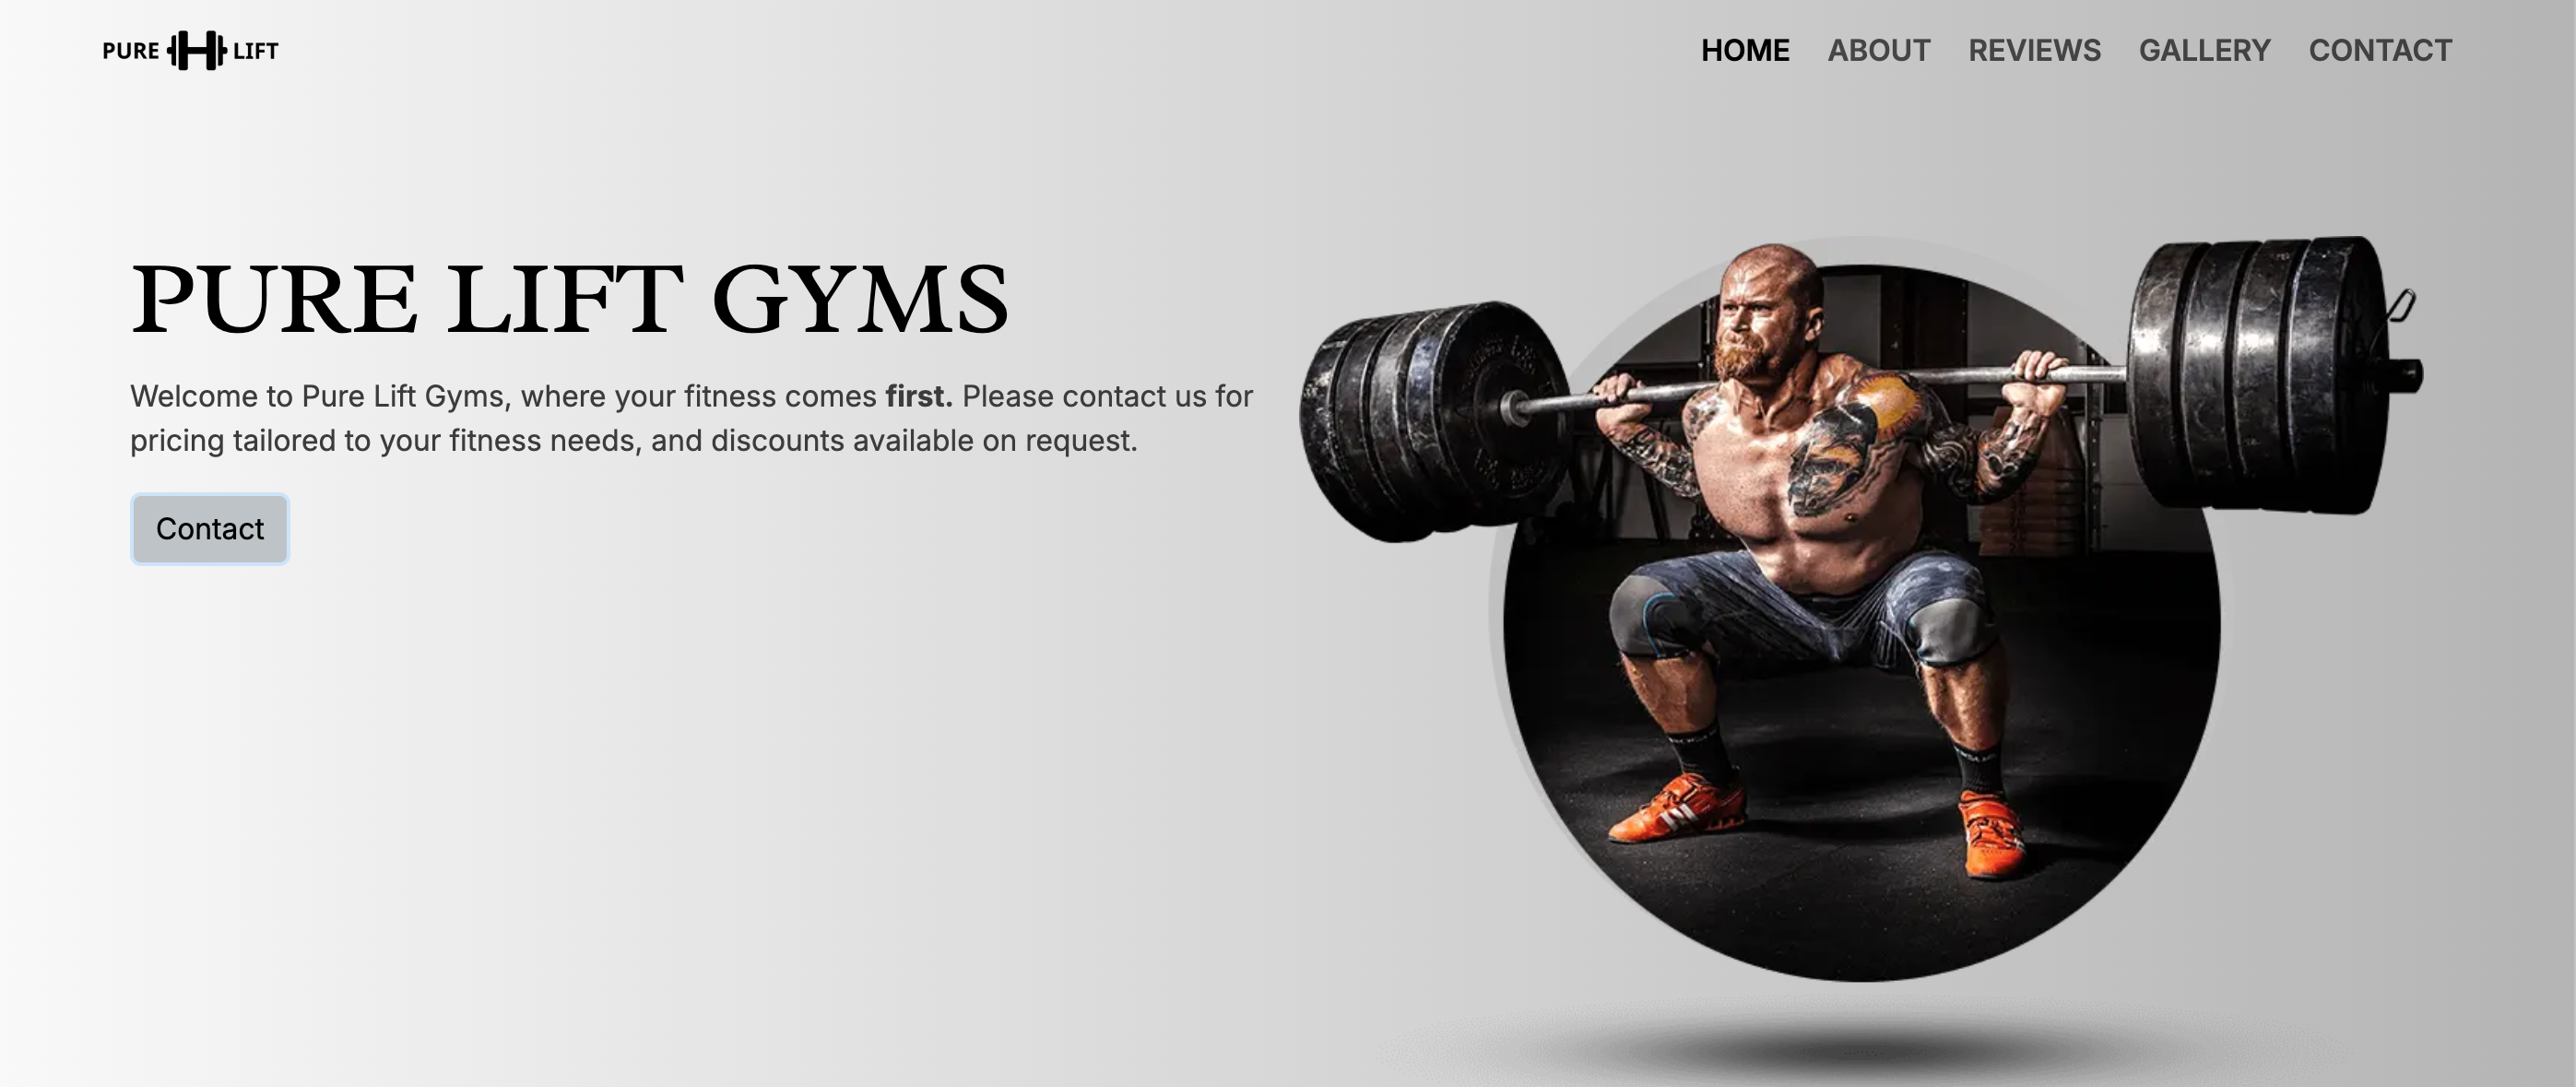 PURE LIFT
HOME ABOUT REVIEWS GALLERY CONTACT
PURE LIFT GYMS
Welcome to Pure Lift Gyms, where your fitness comes first. Please contact us for
pricing tailored to your fitness needs, and discounts available on request.
Contact